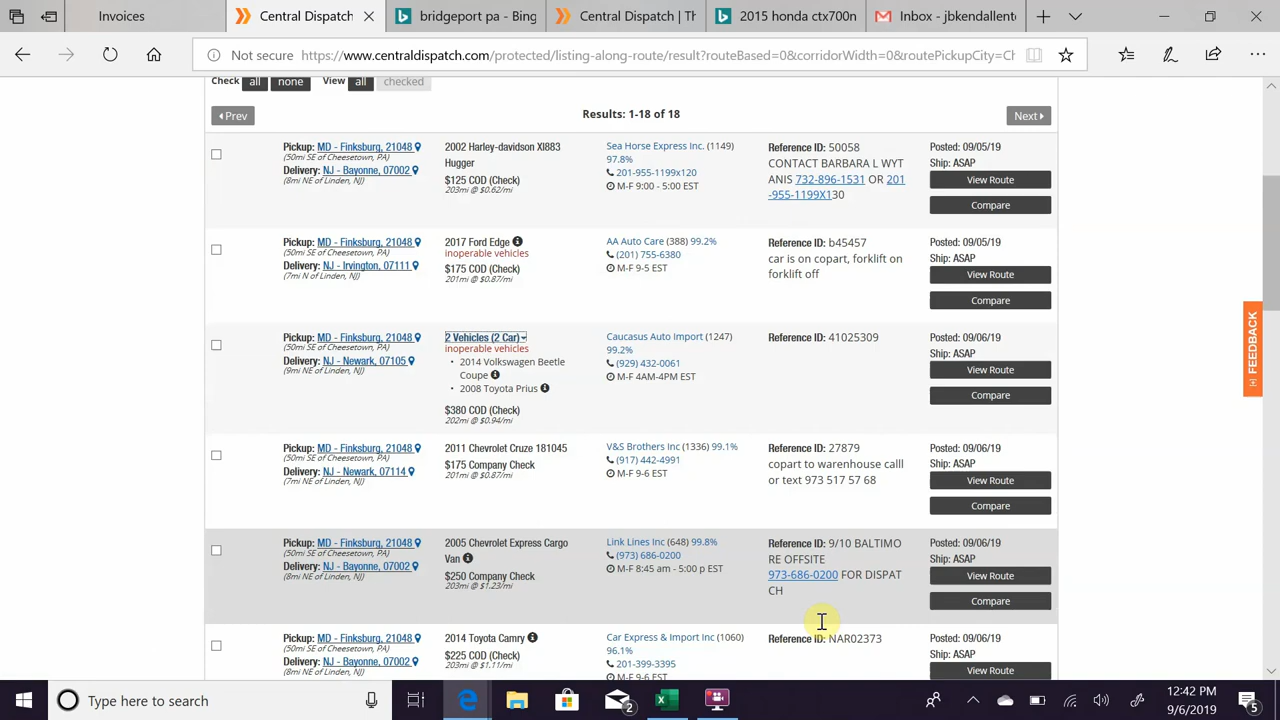 Invoices
Central Dispatch
bridgeport pa - Bing
Central Dispatch | Th
2015 honda ctx700n
Inbox - jbkendallente
Not secure https://www.centraldispatch.com/protected/listing-along-route/result?routeBased=0&corridorWidth=0&routePickupCity=Ch
Check all none View all checked
Prev
Results: 1-18 of 18
Next
Pickup: MD - Finksburg, 21048
(50mi SE of Cheesetown, PA)
Delivery: NJ - Bayonne, 07002
(8mi NE of Linden, NJ)
2002 Harley-davidson Xl883
Hugger
$125 COD (Check)
203mi @ $0.62/mi
Sea Horse Express Inc. (1149)
97.8%
201-955-1199x120
M-F 9:00 - 5:00 EST
Reference ID: 50058
CONTACT BARBARA L WYT
ANIS 732-896-1531 OR 201
-955-1199X130
Posted: 09/05/19
Ship: ASAP
View Route
Compare
Pickup: MD - Finksburg, 21048
(50mi SE of Cheesetown, PA)
Delivery: NJ - Irvington, 07111
(7mi N of Linden, NJ)
2017 Ford Edge
inoperable vehicles
$175 COD (Check)
201mi @ $0.87/mi
AA Auto Care (388) 99.2%
(201) 755-6380
M-F 9-5 EST
Reference ID: b45457
car is on copart, forklift on
forklift off
Posted: 09/05/19
Ship: ASAP
View Route
Compare
Pickup: MD - Finksburg, 21048
(50mi SE of Cheesetown, PA)
Delivery: NJ - Newark, 07105
(9mi NE of Linden, NJ)
2 Vehicles (2 Car)
inoperable vehicles
• 2014 Volkswagen Beetle
Coupe
• 2008 Toyota Prius
$380 COD (Check)
202mi @ $0.94/mi
Caucasus Auto Import (1247)
99.2%
(929) 432-0061
M-F 4AM-4PM EST
Reference ID: 41025309
Posted: 09/06/19
Ship: ASAP
View Route
Compare
Pickup: MD - Finksburg, 21048
(50mi SE of Cheesetown, PA)
Delivery: NJ - Newark, 07114
(7mi NE of Linden, NJ)
2011 Chevrolet Cruze 181045
$175 Company Check
201mi @ $0.87/mi
V&S Brothers Inc (1336) 99.1%
(917) 442-4991
M-F 9-6 EST
Reference ID: 27879
copart to warehouse calll
or text 973 517 57 68
Posted: 09/06/19
Ship: ASAP
View Route
Compare
Pickup: MD - Finksburg, 21048
(50mi SE of Cheesetown, PA)
Delivery: NJ - Bayonne, 07002
(8mi NE of Linden, NJ)
2005 Chevrolet Express Cargo
Van
$250 Company Check
203mi @ $1.23/mi
Link Lines Inc (648) 99.8%
(973) 686-0200
M-F 8:45 am - 5:00 p EST
Reference ID: 9/10 BALTIMO
RE OFFSITE
973-686-0200 FOR DISPAT
CH
Posted: 09/06/19
Ship: ASAP
View Route
Compare
Pickup: MD - Finksburg, 21048
(50mi SE of Cheesetown, PA)
Delivery: NJ - Bayonne, 07002
(8mi NE of Linden, NJ)
2014 Toyota Camry
$225 COD (Check)
203mi @ $1.11/mi
Car Express & Import Inc (1060)
96.1%
201-399-3395
M-F 9-6 EST
Reference ID: NAR02373
Posted: 09/06/19
Ship: ASAP
View Route
FEEDBACK
Type here to search
2
12:42 PM
9/6/2019
5